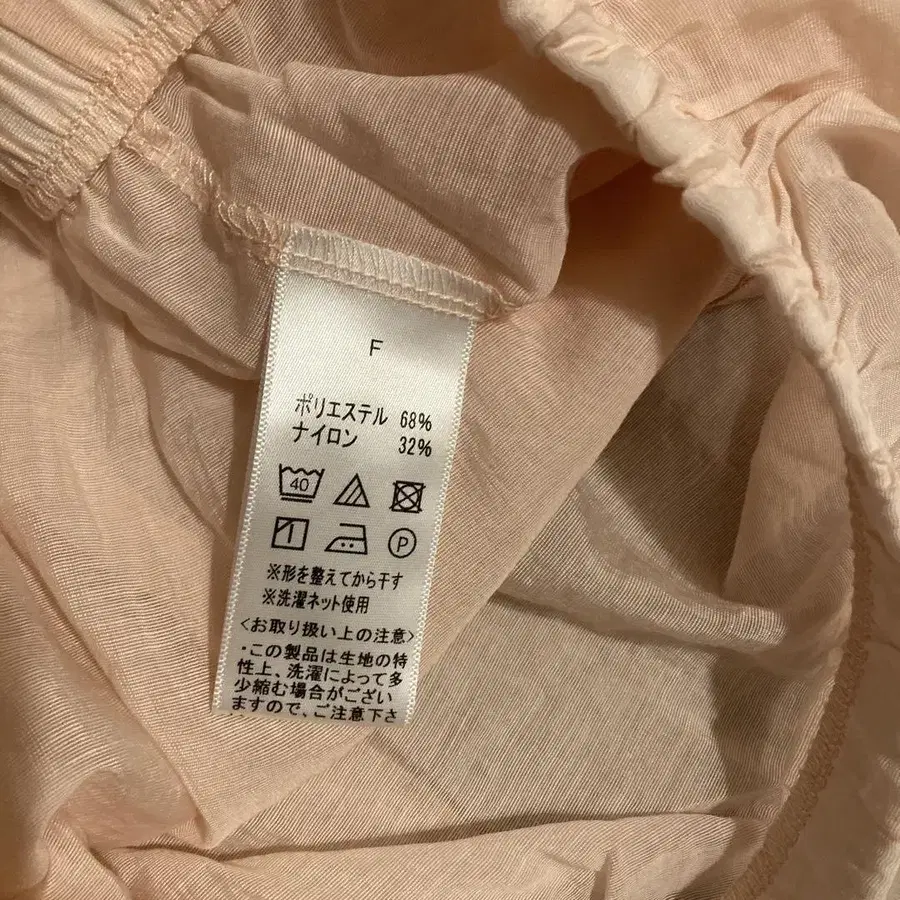 F
ポリエステル 68%
ナイロン 32%
40
P
※形を整えてから干す
※洗濯ネット使用
<お取り扱い上の注意>
・この製品は生地の特
性上、洗濯によって多
少縮む場合がござい
ますので、ご注意下さ